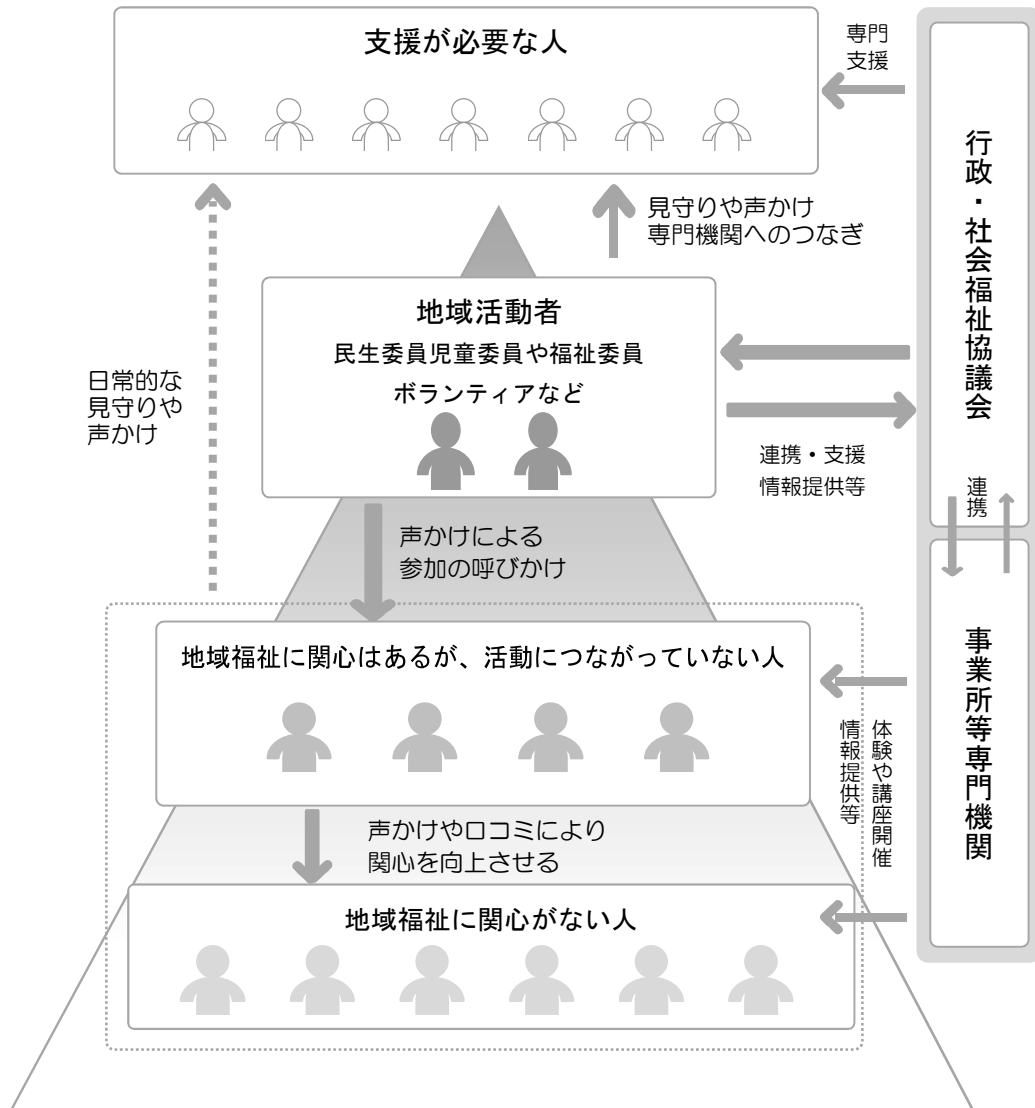 支援が必要な人
専門
支援
行政・社会福祉協議会
見守りや声かけ
専門機関へのつなぎ
地域活動者
民生委員児童委員や福祉委員
ボランティアなど
日常的な
見守りや
声かけ
連携・支援
情報提供等
連携
声かけによる
参加の呼びかけ
事業所等専門機関
地域福祉に関心はあるが、活動につながっていない人
体験や講座開催
情報提供等
声かけや口コミにより
関心を向上させる
地域福祉に関心がない人